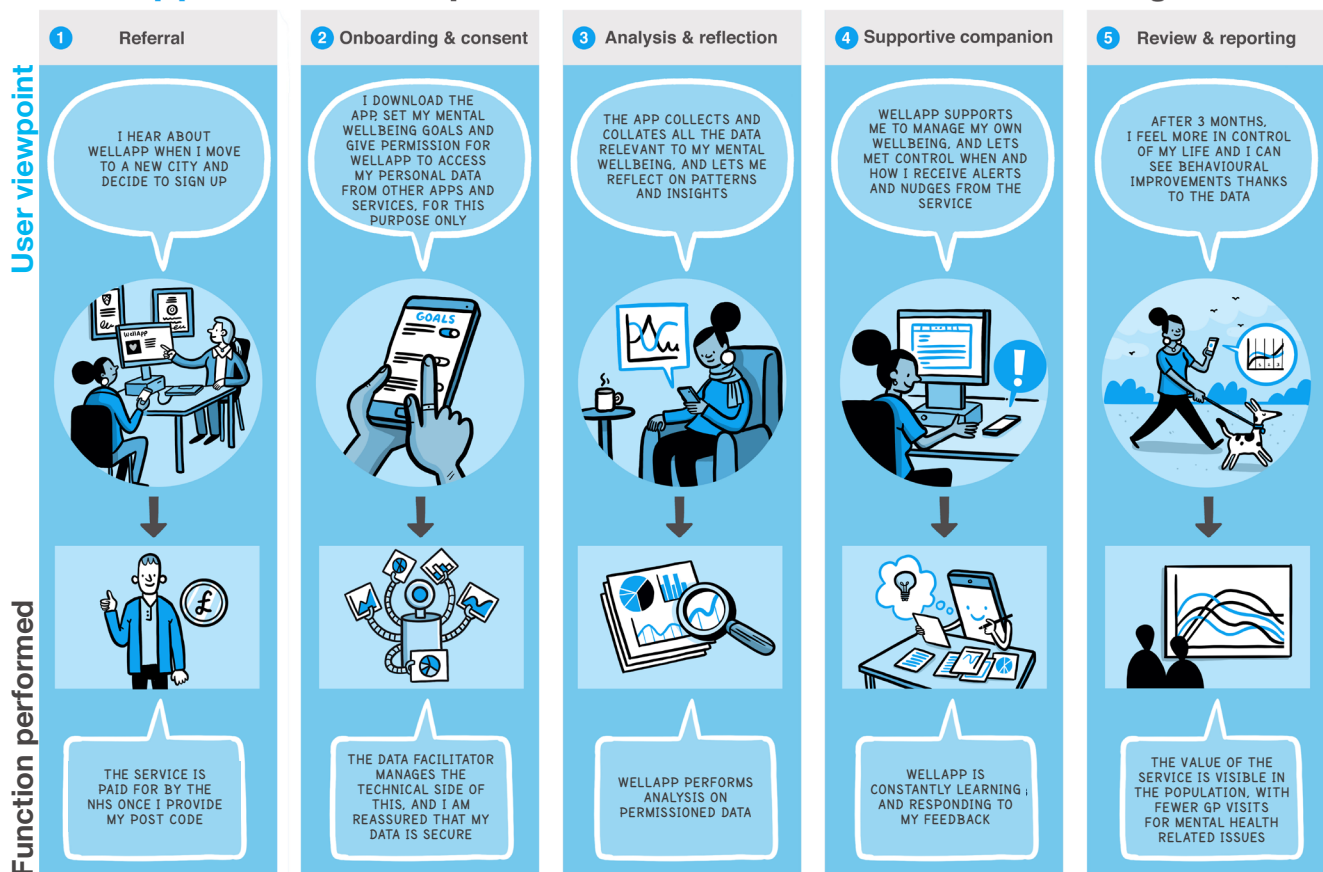 1 Referral
2 Onboarding & consent
3 Analysis & reflection
4 Supportive companion
5 Review & reporting
User viewpoint
I HEAR ABOUT
WELLAPP WHEN I MOVE
TO A NEW CITY AND
DECIDE TO SIGN UP
I DOWNLOAD THE
APP, SET MY MENTAL
WELLBEING GOALS AND
GIVE PERMISSION FOR
WELLAPP TO ACCESS
MY PERSONAL DATA
FROM OTHER APPS AND
SERVICES, FOR THIS
PURPOSE ONLY
THE APP COLLECTS AND
COLLATES ALL THE DATA
RELEVANT TO MY MENTAL
WELLBEING, AND LETS ME
REFLECT ON PATTERNS
AND INSIGHTS
WELLAPP SUPPORTS
ME TO MANAGE MY OWN
WELLBEING, AND LETS
MET CONTROL WHEN AND
HOW I RECEIVE ALERTS
AND NUDGES FROM THE
SERVICE
AFTER 3 MONTHS,
I FEEL MORE IN CONTROL
OF MY LIFE AND I CAN
SEE BEHAVIOURAL
IMPROVEMENTS THANKS
TO THE DATA
WellAPP
GOALS
!
£
Function performed
THE SERVICE IS
PAID FOR BY THE
NHS ONCE I PROVIDE
MY POST CODE
THE DATA FACILITATOR
MANAGES THE
TECHNICAL SIDE OF
THIS, AND I AM
REASSURED THAT MY
DATA IS SECURE
WELLAPP PERFORMS
ANALYSIS ON
PERMISSIONED DATA
WELLAPP IS
CONSTANTLY LEARNING ;
AND RESPONDING TO
MY FEEDBACK
THE VALUE OF THE
SERVICE IS VISIBLE IN
THE POPULATION, WITH
FEWER GP VISITS
FOR MENTAL HEALTH
RELATED ISSUES